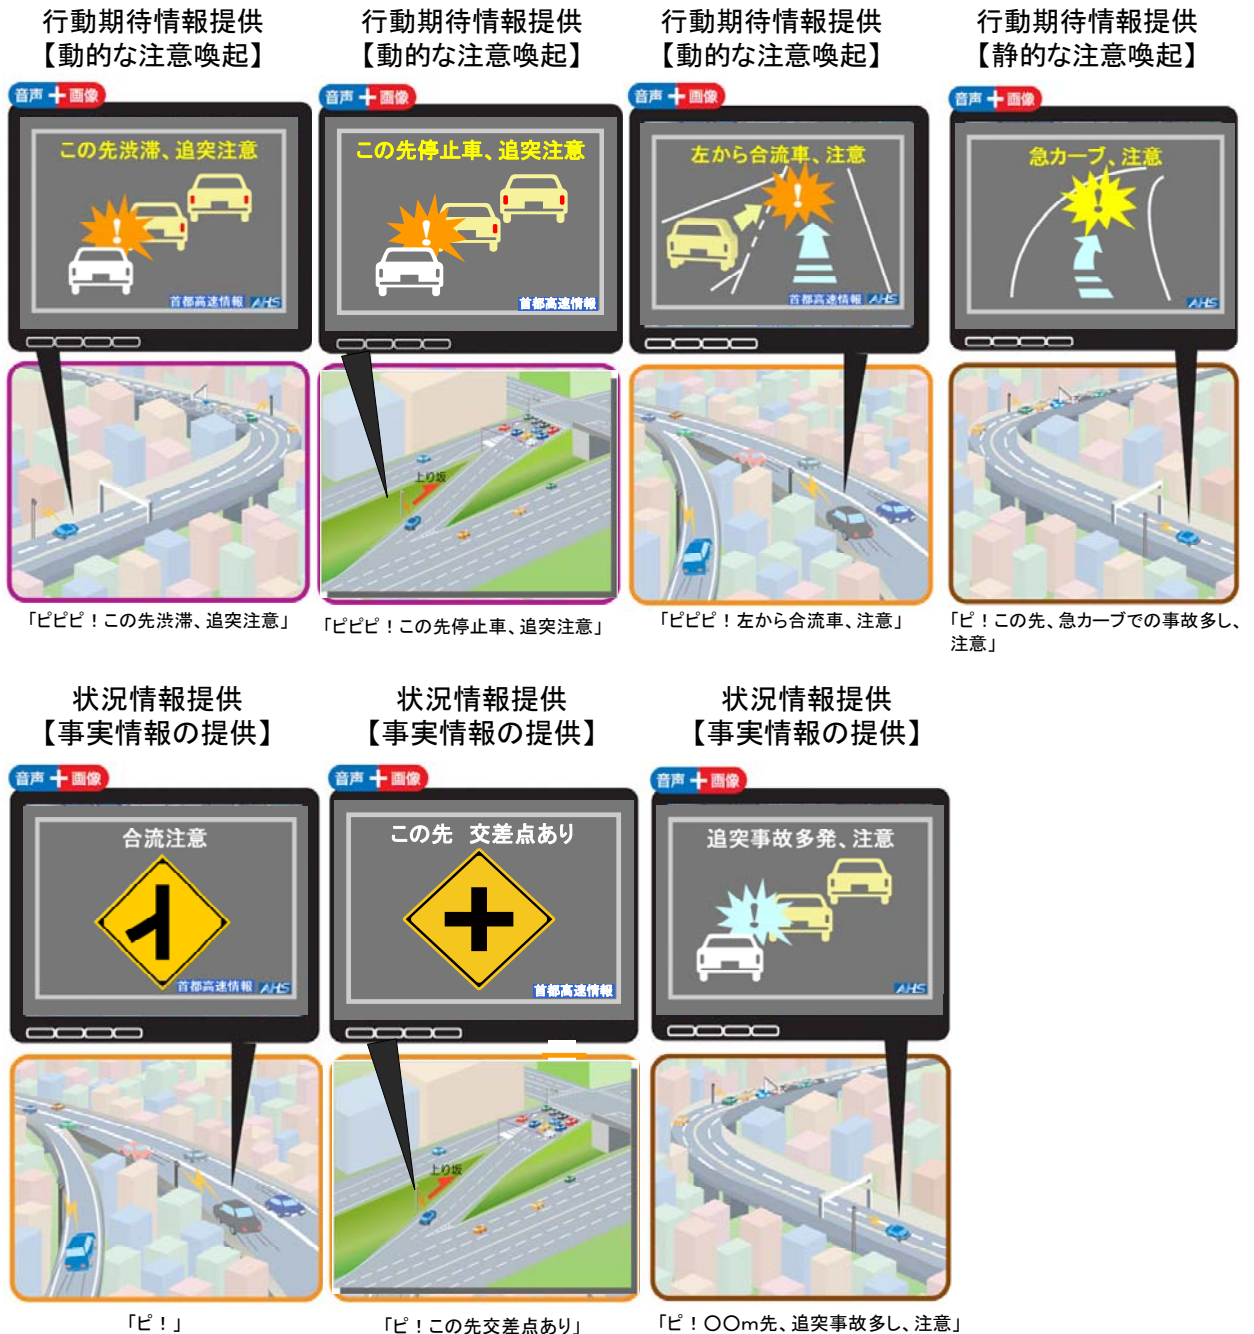 行動期待情報提供
【動的な注意喚起】
音声＋画像
この先渋滞、追突注意
!
首都高速情報 AHS
「ピピピ！この先渋滞、追突注意」
行動期待情報提供
【動的な注意喚起】
音声＋画像
この先停止車、追突注意
!
首都高速情報
上り坂
「ピピピ！この先停止車、追突注意」
行動期待情報提供
【動的な注意喚起】
音声＋画像
左から合流車、注意
!
首都高速情報 AHS
「ピピピ！左から合流車、注意」
行動期待情報提供
【静的な注意喚起】
音声＋画像
急カーブ、注意
!
AHS
「ピ！この先、急カーブでの事故多し、
注意」
状況情報提供
【事実情報の提供】
音声＋画像
合流注意
首都高速情報 AHS
「ピ！」
状況情報提供
【事実情報の提供】
音声＋画像
この先 交差点あり
首都高速情報
上り坂
「ピ！この先交差点あり」
状況情報提供
【事実情報の提供】
音声＋画像
追突事故多発、注意
!
AHS
「ピ！〇〇ｍ先、追突事故多し、注意」